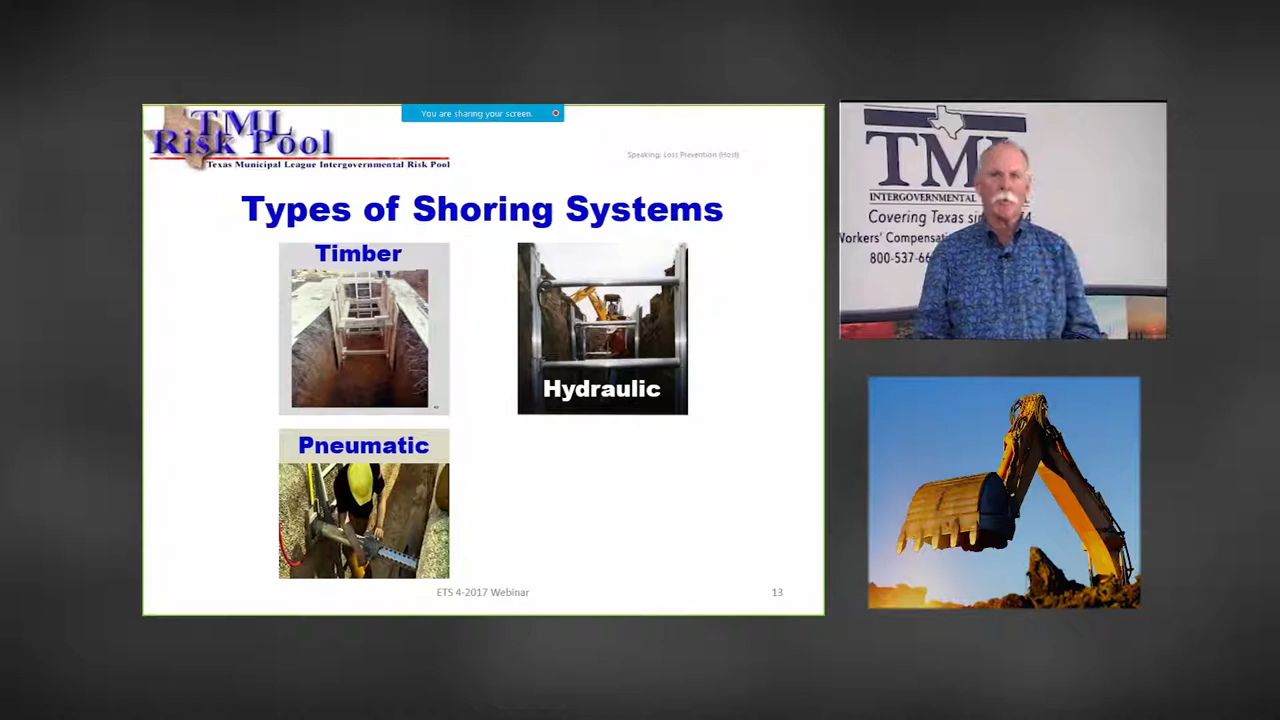 TML
Risk Pool
Texas Municipal League Intergovernmental Risk Pool
You are sharing your screen.
Speaking: Loss Prevention (Host)
Types of Shoring Systems
Timber
Hydraulic
Pneumatic
ETS 4-2017 Webinar
13
TML
INTERGOVERNMENTAL
Covering Texas
Workers'
800-537-66